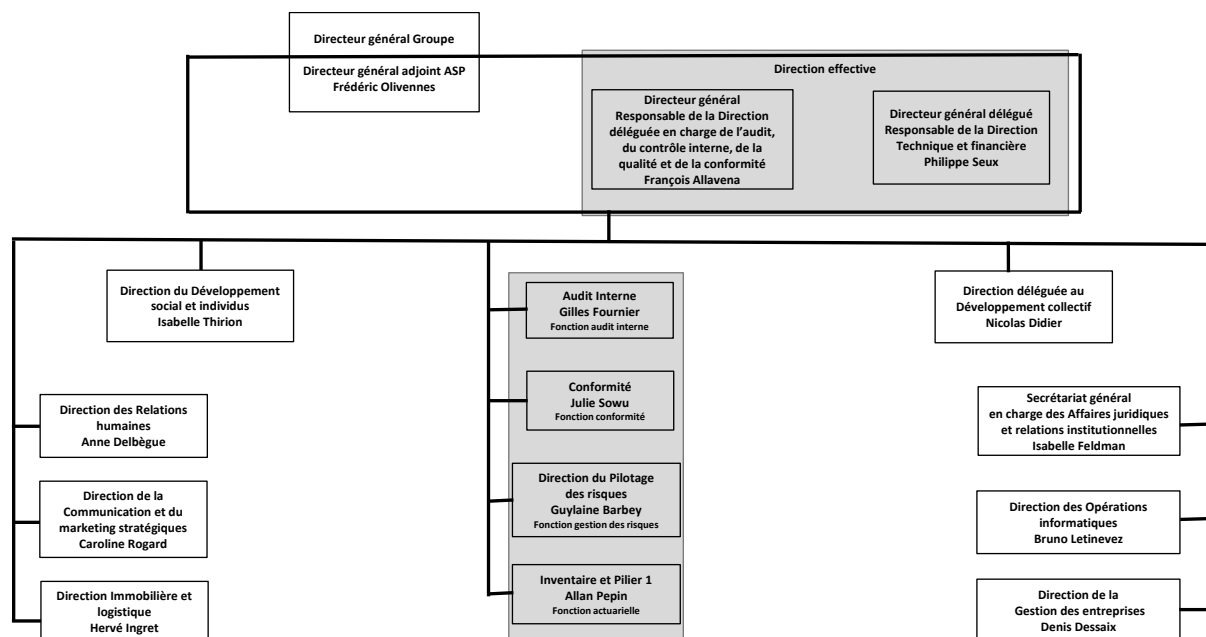 Directeur général Groupe
Directeur général adjoint ASP
Frédéric Olivennes
Direction effective
Directeur général
Responsable de la Direction
déléguée en charge de l'audit,
du contrôle interne, de la
qualité et de la conformité
François Allavena
Directeur général délégué
Responsable de la Direction
Technique et financière
Philippe Seux
Direction du Développement
social et individus
Isabelle Thirion
Audit Interne
Gilles Fournier
Fonction audit interne
Direction déléguée au
Développement collectif
Nicolas Didier
Direction des Relations
humaines
Anne Delbègue
Conformité
Julie Sowu
Fonction conformité
Secrétariat général
en charge des Affaires juridiques
et relations institutionnelles
Isabelle Feldman
Direction de la
Communication et du
marketing stratégiques
Caroline Rogard
Direction du Pilotage
des risques
Guylaine Barbey
Fonction gestion des risques
Direction des Opérations
informatiques
Bruno Letinevez
Direction Immobilière et
logistique
Hervé Ingret
Inventaire et Pilier 1
Allan Pepin
Fonction actuarielle
Direction de la
Gestion des entreprises
Denis Dessaix